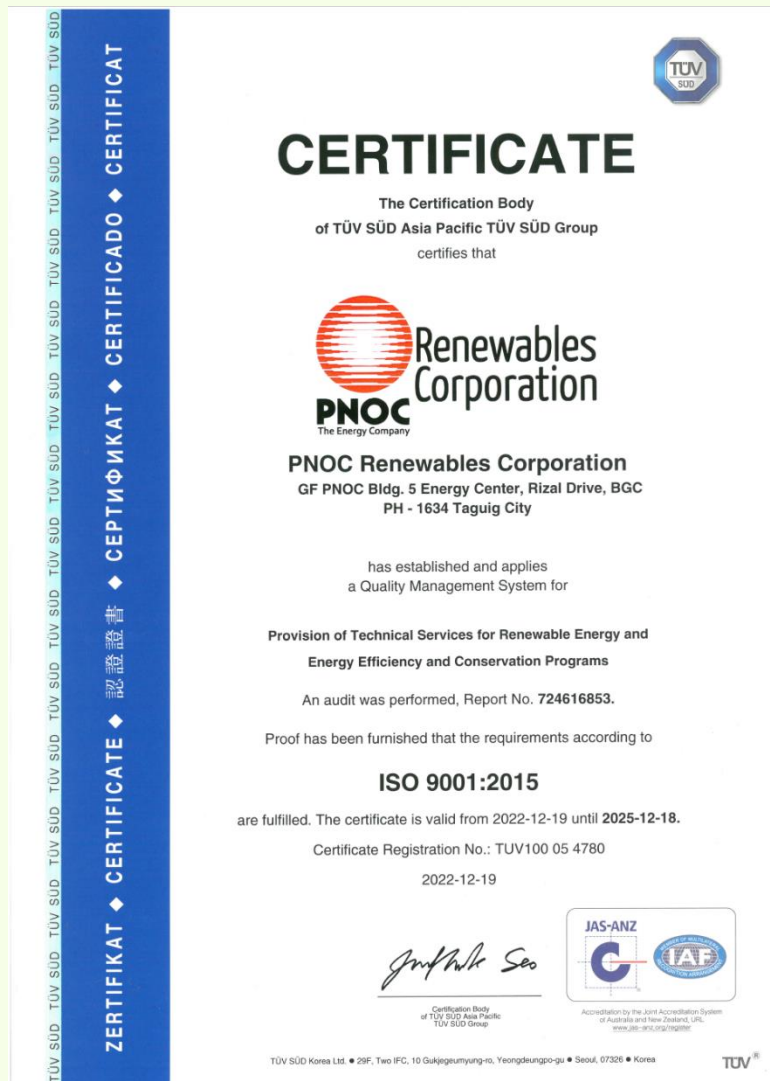 TÜV SÜD TÜV SÜD TÜV SÜD TÜV SÜD TÜV SÜD TÜV SÜD TÜV SÜD TÜV SÜD TÜV SÜD TÜV SÜD TÜV SÜD TÜV SÜD TÜV SÜD TÜV SÜD TÜV SÜD
ZERTIFIKAT ◆ CERTIFICATE ◆ 認證證書 ◆ СЕРТИФИКАТ ◆ CERTIFICADO ◆ CERTIFICAT
TÜV
SÜD
CERTIFICATE
The Certification Body
of TÜV SÜD Asia Pacific TÜV SÜD Group
certifies that
Renewables
Corporation
PNOC
The Energy Company
PNOC Renewables Corporation
GF PNOC Bldg. 5 Energy Center, Rizal Drive, BGC
PH - 1634 Taguig City
has established and applies
a Quality Management System for
Provision of Technical Services for Renewable Energy and
Energy Efficiency and Conservation Programs
An audit was performed, Report No. 724616853.
Proof has been furnished that the requirements according to
ISO 9001:2015
are fulfilled. The certificate is valid from 2022-12-19 until 2025-12-18.
Certificate Registration No.: TUV100 05 4780
2022-12-19
Certification Body
of TÜV SÜD Asia Pacific
TÜV SÜD Group
JAS-ANZ
C
MEMBER OF MULTILATERAL
IAF
RECOGNITION ARRANGEMENT
Accreditation by the Joint Accreditation System
of Australia and New Zealand, URL
www.jas-anz.org/register
TÜV SÜD Korea Ltd. ● 29F, Two IFC, 10 Gukjegeumyung-ro, Yeongdeungpo-gu ● Seoul, 07326 ● Korea
TÜV®